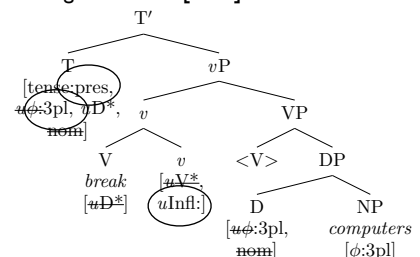 T′
T vP
[tense:pres,
uϕ:3pl, uD*,
nom]
v VP
V v <V> DP
break [uV*,
[uD*] uInfl:]
D NP
[uϕ:3pl, computers
nom] [ϕ:3pl]